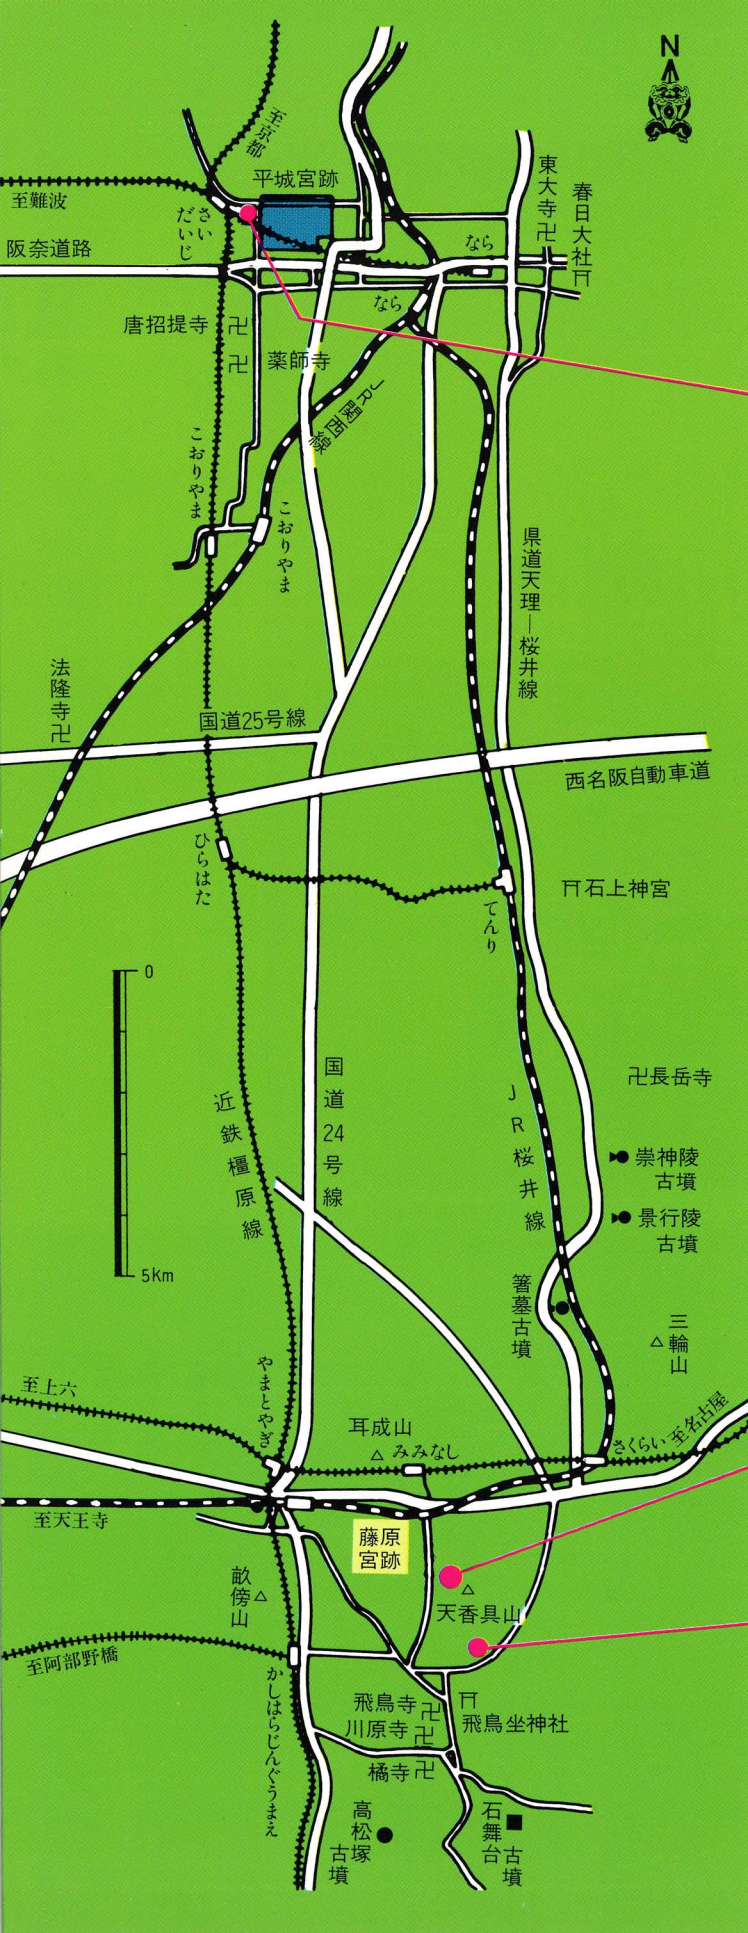 N
至京都
平城宮跡
至難波
さい
だいじ
東大寺卍
春日大社
阪奈道路
なら
なら
唐招提寺 卍
卍 薬師寺
JR関西線
こおりやま
こおりやま
県道天理―桜井線
法隆寺卍
国道25号線
西名阪自動車道
ひらはた
石上神宮
てんり
0
5Km
近鉄橿原線
国道24号線
卍長岳寺
JR桜井線
崇神陵
古墳
景行陵
古墳
箸墓古墳
三輪山
至上六
やまとやぎ
耳成山
みみなし
さくらい
至名古屋
至天王寺
藤原
宮跡
畝傍山
天香具山
至阿部野橋
かしはらじんぐうまえ
飛鳥寺卍
川原寺卍
飛鳥坐神社
橘寺卍
高松塚
古墳
石舞台
古墳